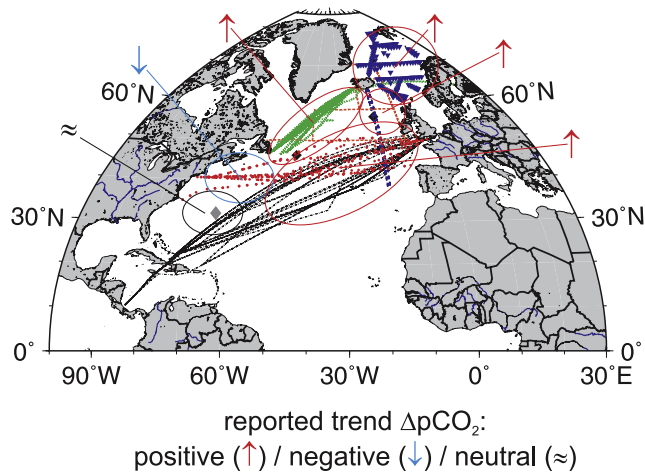 ↑ ↑
↓ ↑
60°N 60°N
≈ ↑
30°N 30°N
0° 0°
90°W 60°W 30°W 0° 30°E
reported trend ΔpCO₂:
positive (↑) / negative (↓) / neutral (≈)